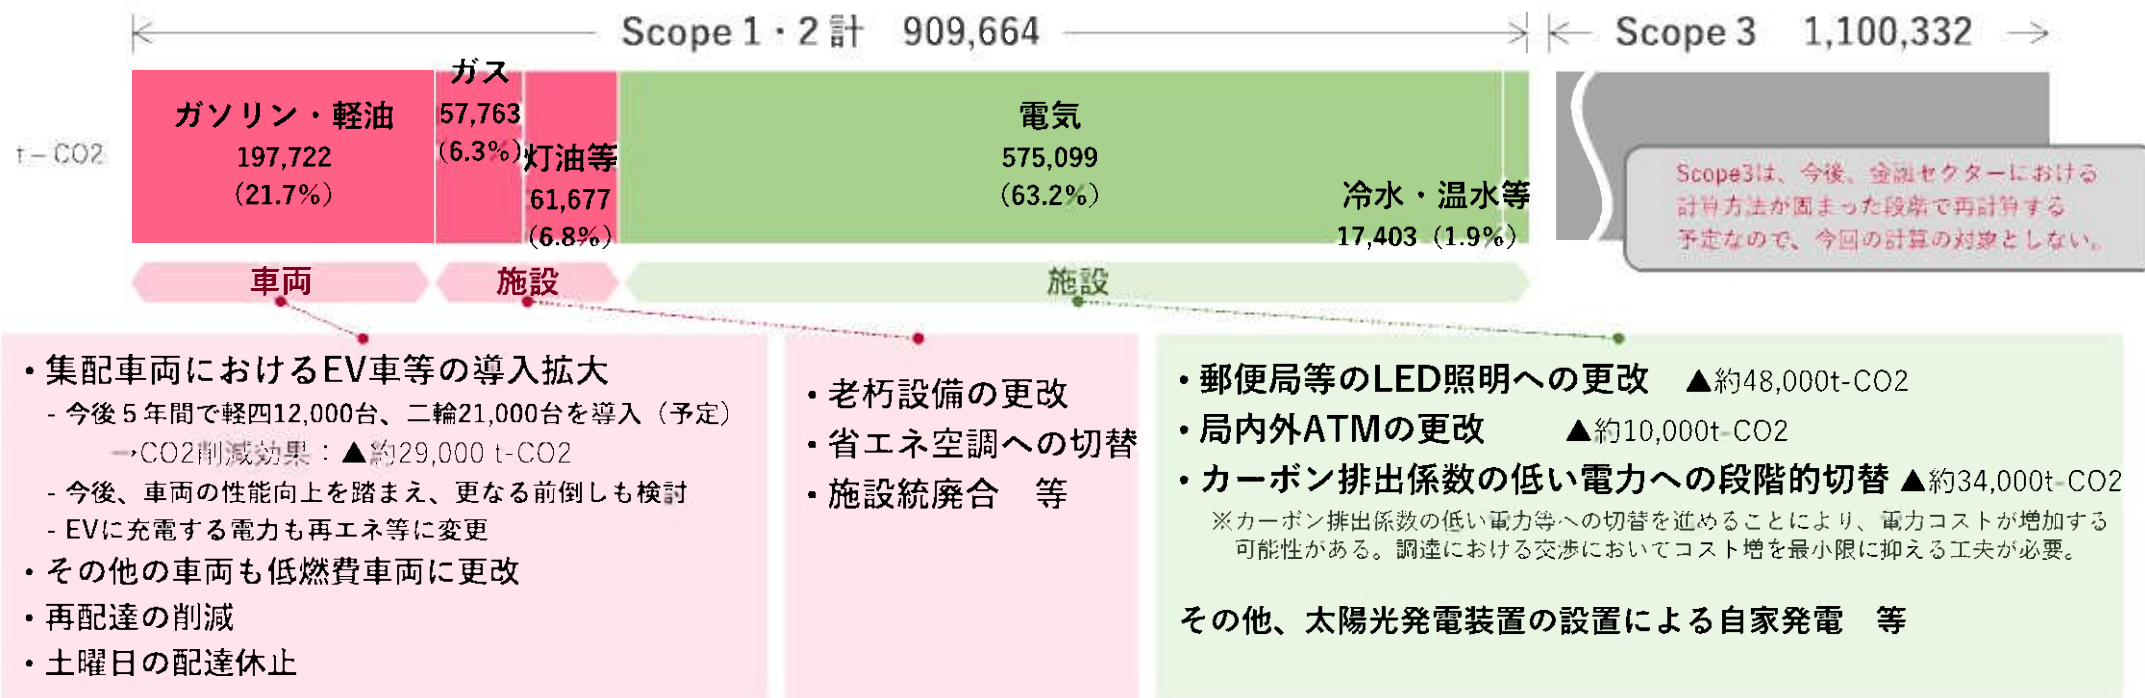 Scope 1・2 計 909,664
Scope 3 1,100,332
t－CO2
ガソリン・軽油
197,722
(21.7%)
ガス
57,763
(6.3%)
灯油等
61,677
(6.8%)
電気
575,099
(63.2%)
冷水・温水等
17,403 (1.9%)
Scope3は、今後、金融セクターにおける
計算方法が固まった段階で再計算する
予定なので、今回の計算の対象としない。
車両
施設
施設
・集配車両におけるEV車等の導入拡大
- 今後５年間で軽四12,000台、二輪21,000台を導入（予定）
→CO2削減効果：▲約29,000 t-CO2
- 今後、車両の性能向上を踏まえ、更なる前倒しも検討
- EVに充電する電力も再エネ等に変更
・その他の車両も低燃費車両に更改
・再配達の削減
・土曜日の配達休止
・老朽設備の更改
・省エネ空調への切替
・施設統廃合　等
・郵便局等のLED照明への更改　▲約48,000t-CO2
・局内外ATMの更改　▲約10,000t-CO2
・カーボン排出係数の低い電力への段階的切替 ▲約34,000t-CO2
※カーボン排出係数の低い電力等への切替を進めることにより、電力コストが増加する
可能性がある。調達における交渉においてコスト増を最小限に抑える工夫が必要。
その他、太陽光発電装置の設置による自家発電　等